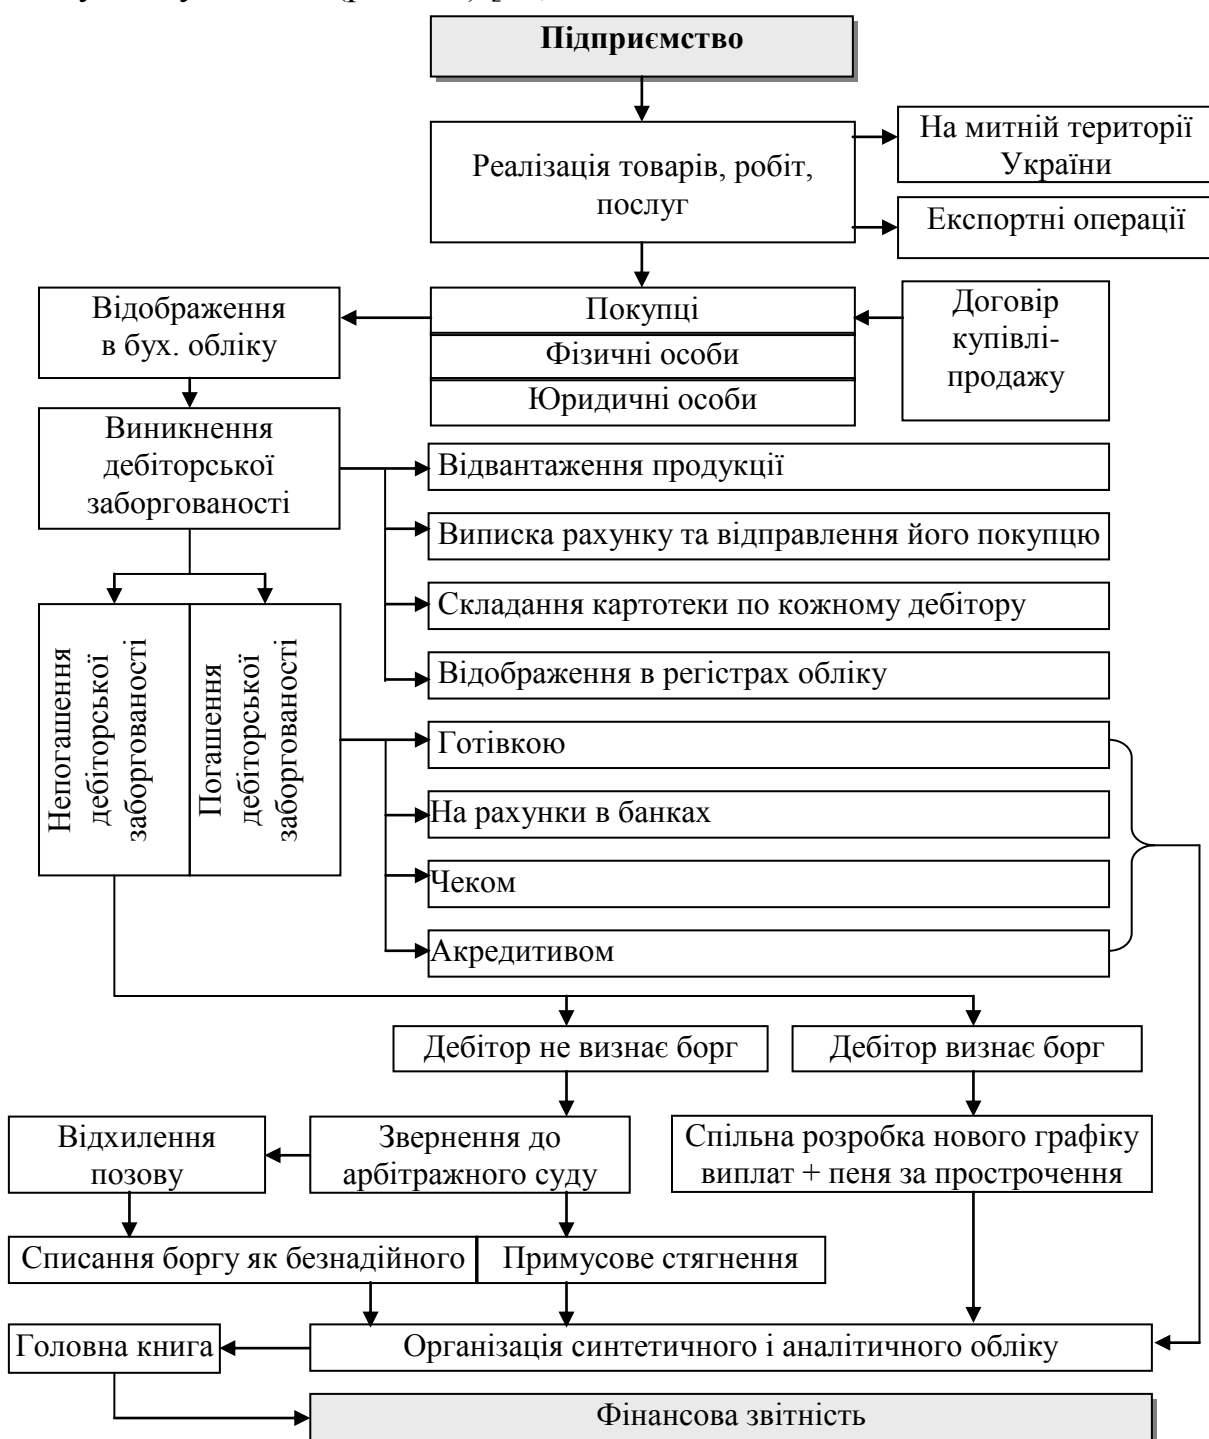 Підприємство
Реалізація товарів, робіт,
послуг
На митній території
України
Експортні операції
Відображення
в бух. обліку
Покупці
Фізичні особи
Юридичні особи
Договір
купівлі-
продажу
Виникнення
дебіторської
заборгованості
Відвантаження продукції
Виписка рахунку та відправлення його покупцю
Складання картотеки по кожному дебітору
Відображення в регістрах обліку
Непогашення
дебіторської
заборгованості
Погашення
дебіторської
заборгованості
Готівкою
На рахунки в банках
Чеком
Акредитивом
Дебітор не визнає борг
Дебітор визнає борг
Відхилення
позову
Звернення до
арбітражного суду
Спільна розробка нового графіку
виплат + пеня за прострочення
Списання боргу як безнадійного
Примусове стягнення
Головна книга
Організація синтетичного і аналітичного обліку
Фінансова звітність